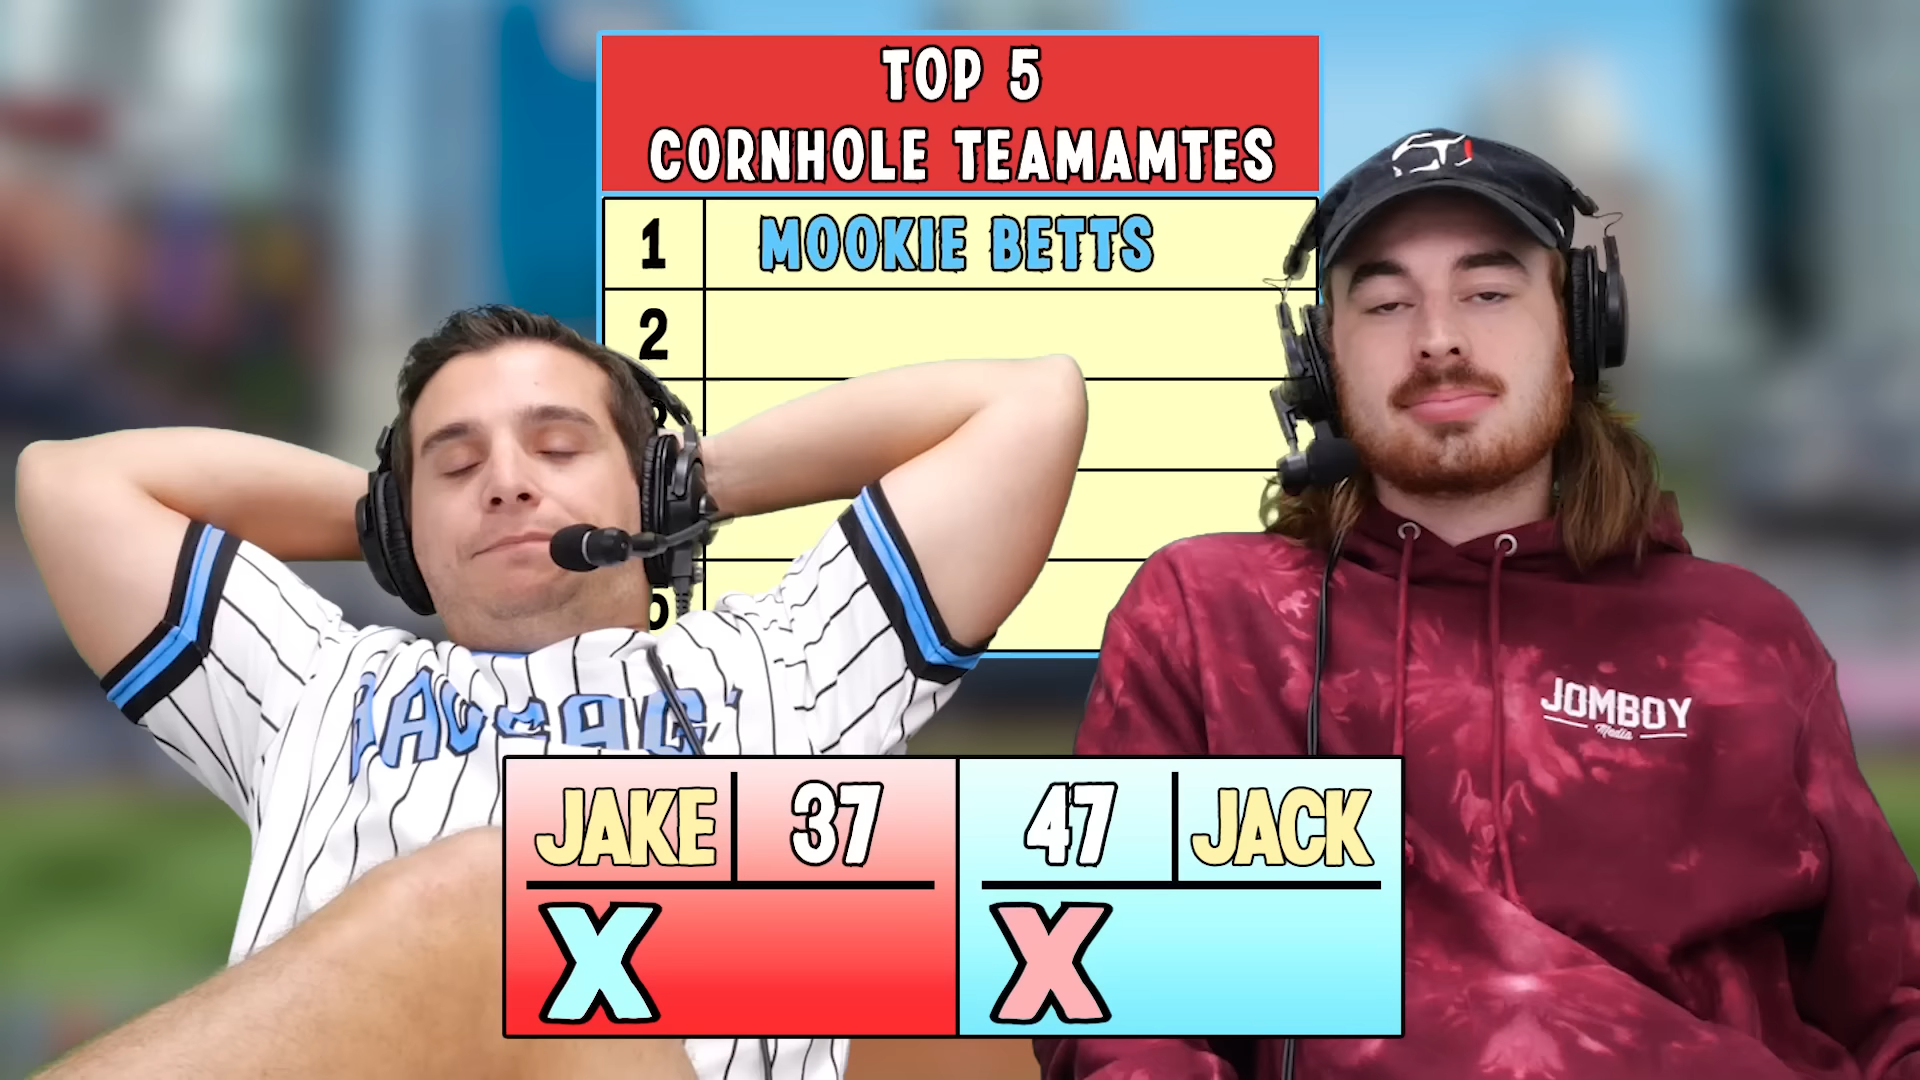 TOP 5
CORNHOLE TEAMAMTES
1 MOOKIE BETTS
2
JOMBOY
Media
JAKE 37 47 JACK
X X